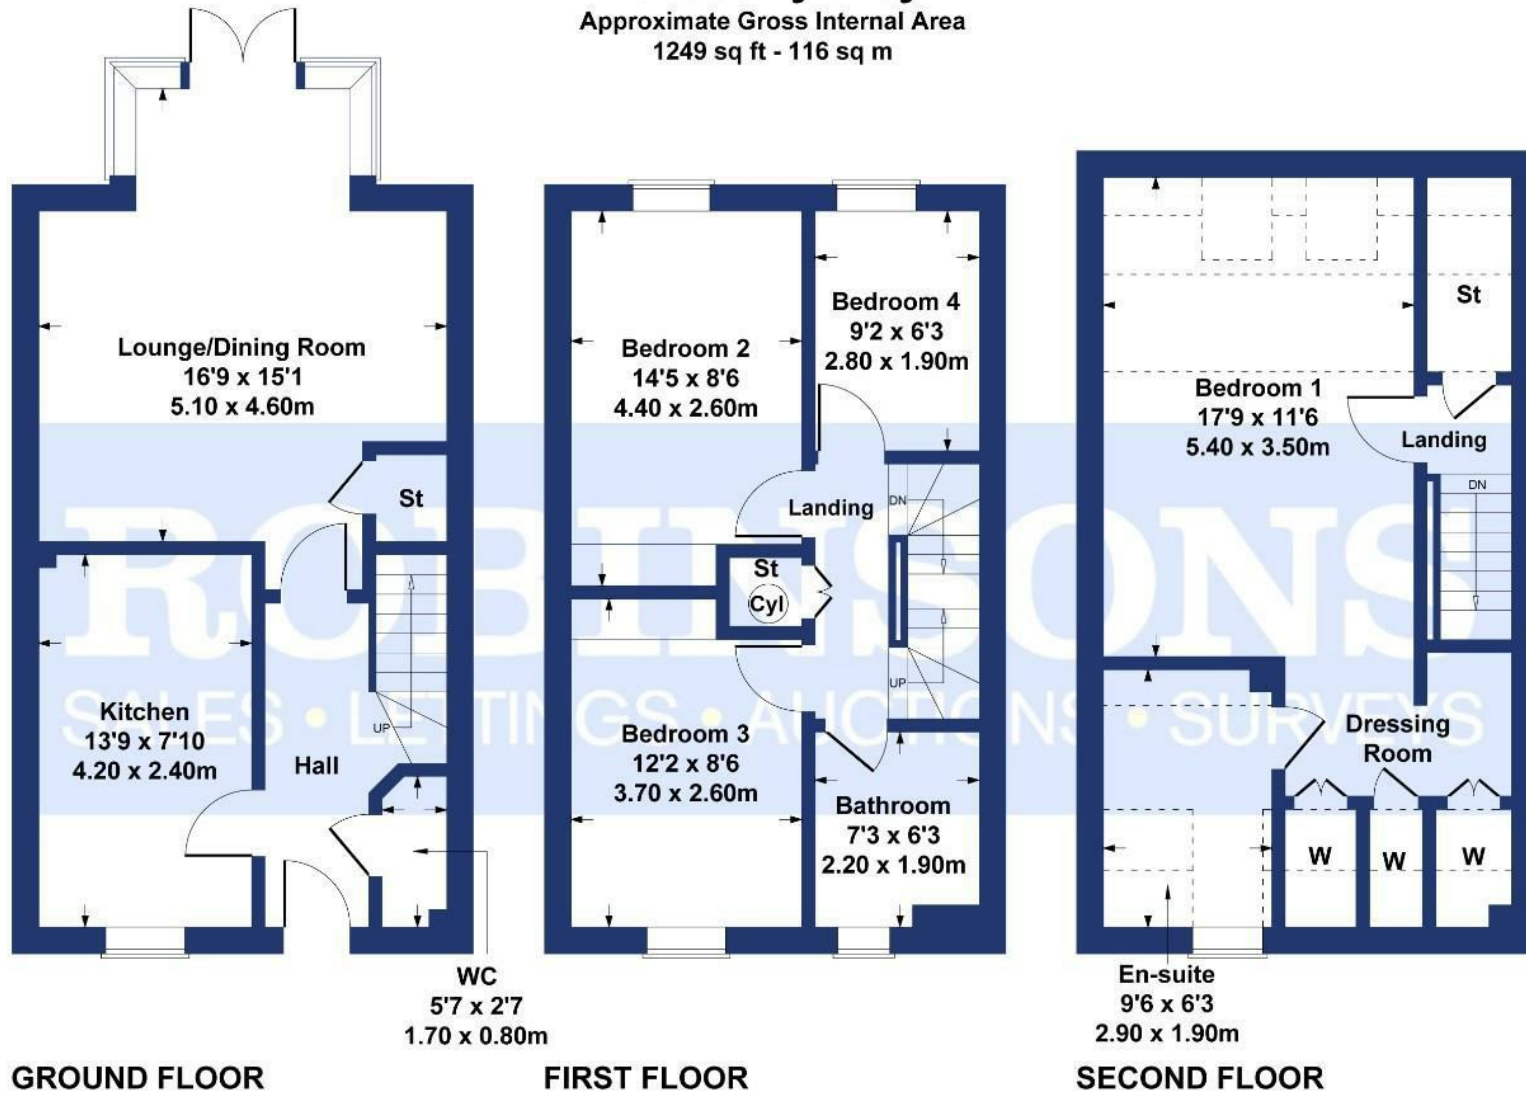 Approximate Gross Internal Area
1249 sq ft - 116 sq m
Lounge/Dining Room
16'9 x 15'1
5.10 x 4.60m
St
Kitchen
13'9 x 7'10
4.20 x 2.40m
Hall
UP
WC
5'7 x 2'7
1.70 x 0.80m
GROUND FLOOR
Bedroom 2
14'5 x 8'6
4.40 x 2.60m
Bedroom 4
9'2 x 6'3
2.80 x 1.90m
Landing
DN
St
Cyl
UP
Bedroom 3
12'2 x 8'6
3.70 x 2.60m
Bathroom
7'3 x 6'3
2.20 x 1.90m
FIRST FLOOR
Bedroom 1
17'9 x 11'6
5.40 x 3.50m
St
Landing
DN
Dressing
Room
W
W
W
En-suite
9'6 x 6'3
2.90 x 1.90m
SECOND FLOOR
ROBINSONS
SALES • LETTINGS • AUCTIONS • SURVEYS